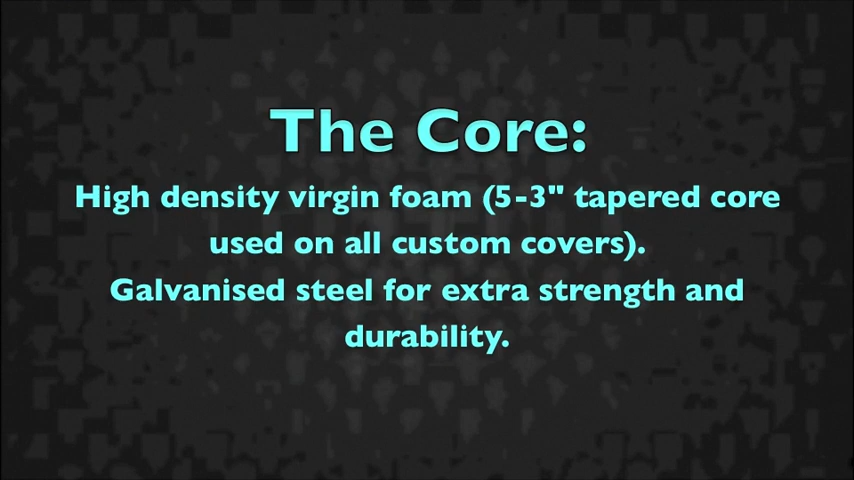 The Core:
High density virgin foam (5-3" tapered core
used on all custom covers).
Galvanised steel for extra strength and
durability.